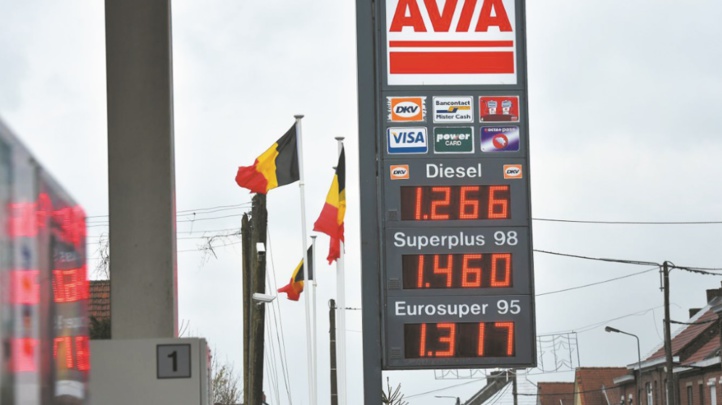 AVIA
DKV Bancontact Mister Cash
VISA power CARD
Diesel
DKV DKV
1.266
Superplus 98
1.460
Eurosuper 95
1.317
1